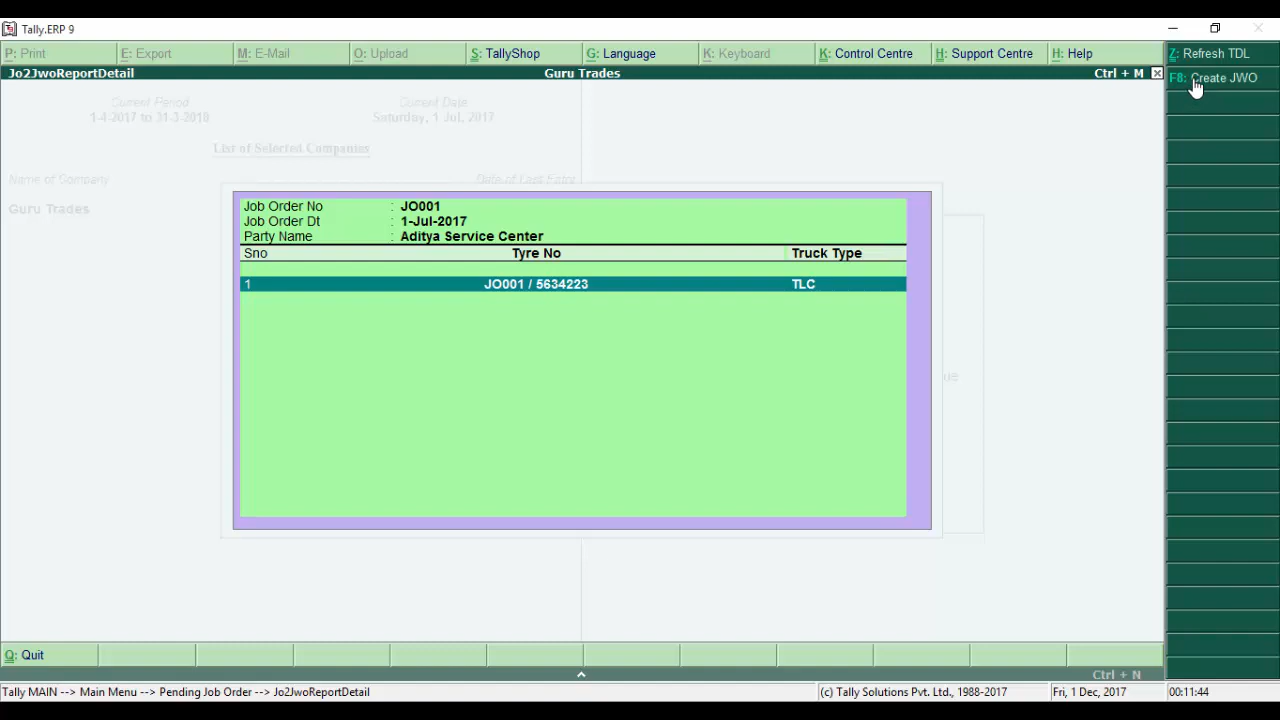 Tally.ERP 9
P: Print E: Export M: E-Mail O: Upload S: TallyShop G: Language K: Keyboard K: Control Centre H: Support Centre H: Help Z: Refresh TDL
Jo2JwoReportDetail Guru Trades Ctrl + M F8: Create JWO
Current Period Current Date
1-4-2017 to 31-3-2018 Saturday, 1 Jul, 2017
List of Selected Companies
Name of Company Date of Last Entry
Guru Trades
Job Order No : JO001
Job Order Dt : 1-Jul-2017
Party Name : Aditya Service Center
Sno Tyre No Truck Type
1 JO001 / 5634223 TLC
Q: Quit
Ctrl + N
Tally MAIN --> Main Menu --> Pending Job Order --> Jo2JwoReportDetail (c) Tally Solutions Pvt. Ltd., 1988-2017 Fri, 1 Dec, 2017 00:11:44